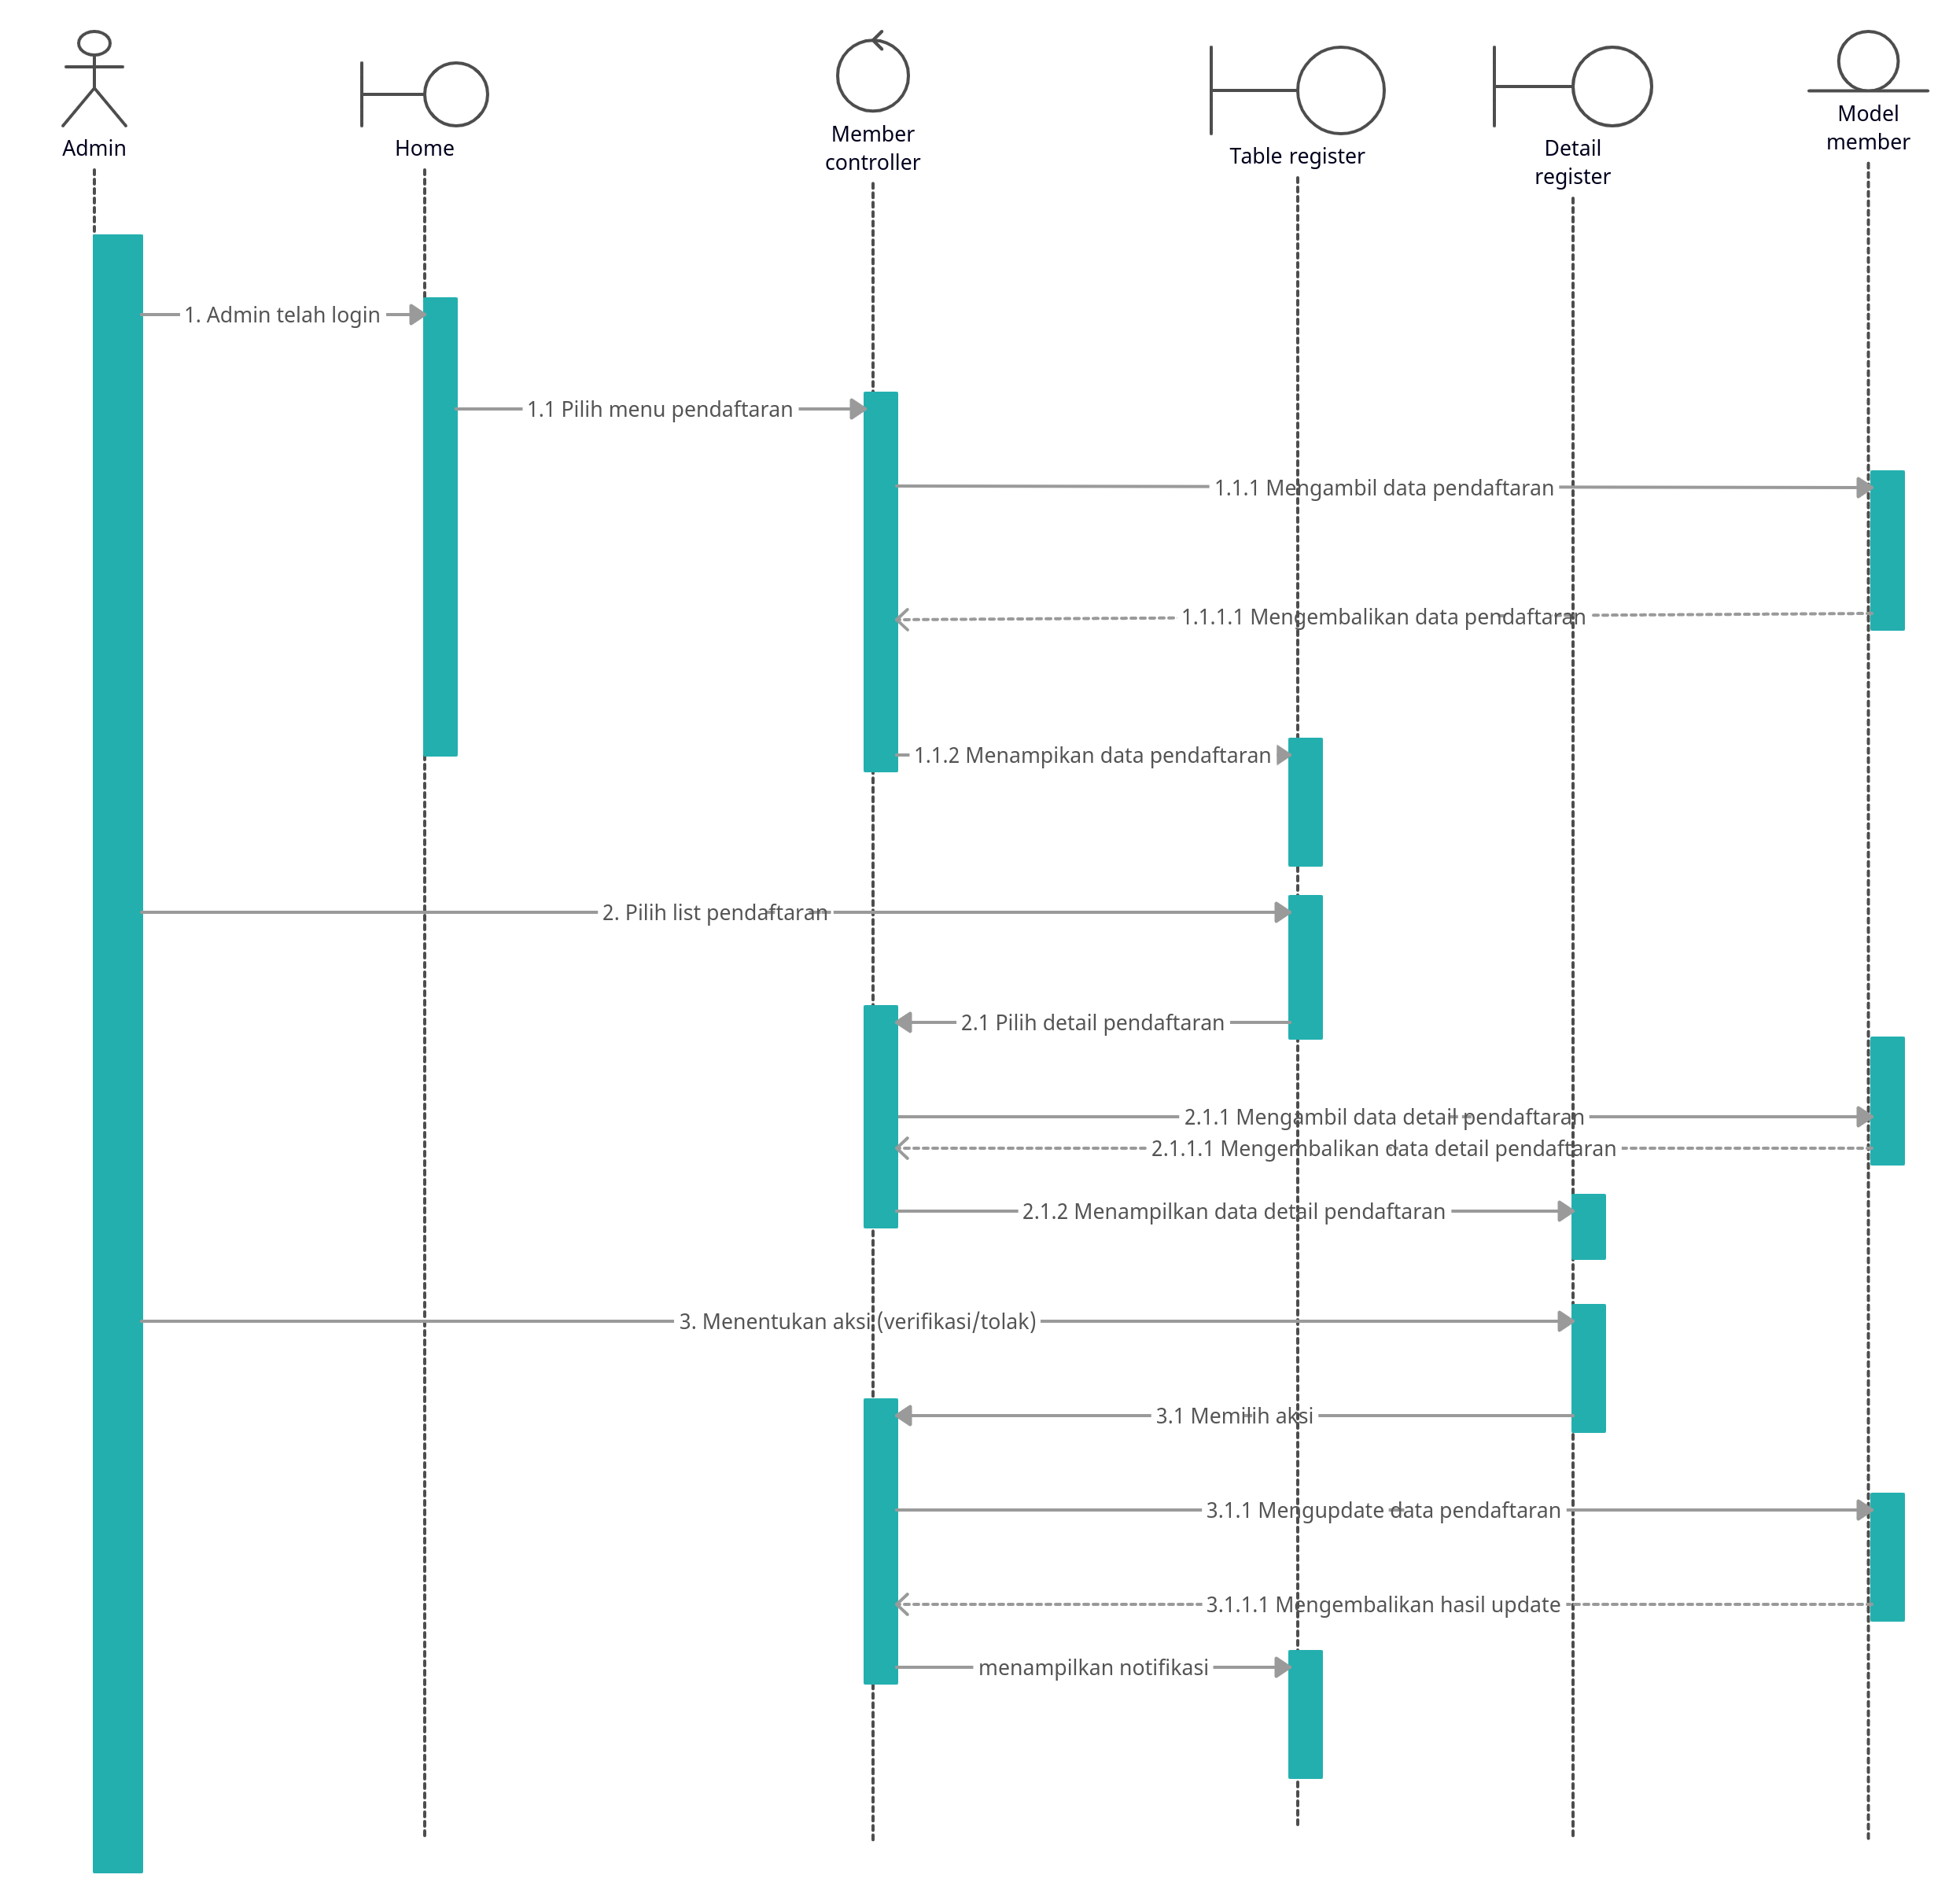 Admin
Home
Member
controller
Table register
Detail
register
Model
member
1. Admin telah login
1.1 Pilih menu pendaftaran
1.1.1 Mengambil data pendaftaran
1.1.1.1 Mengembalikan data pendaftaran
1.1.2 Menampikan data pendaftaran
2. Pilih list pendaftaran
2.1 Pilih detail pendaftaran
2.1.1 Mengambil data detail pendaftaran
2.1.1.1 Mengembalikan data detail pendaftaran
2.1.2 Menampilkan data detail pendaftaran
3. Menentukan aksi (verifikasi/tolak)
3.1 Memilih aksi
3.1.1 Mengupdate data pendaftaran
3.1.1.1 Mengembalikan hasil update
menampilkan notifikasi